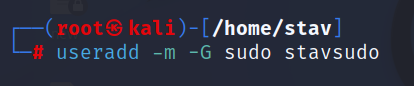 ┌──(root㉿kali)-[/home/stav]
└─# useradd -m -G sudo stavsudo